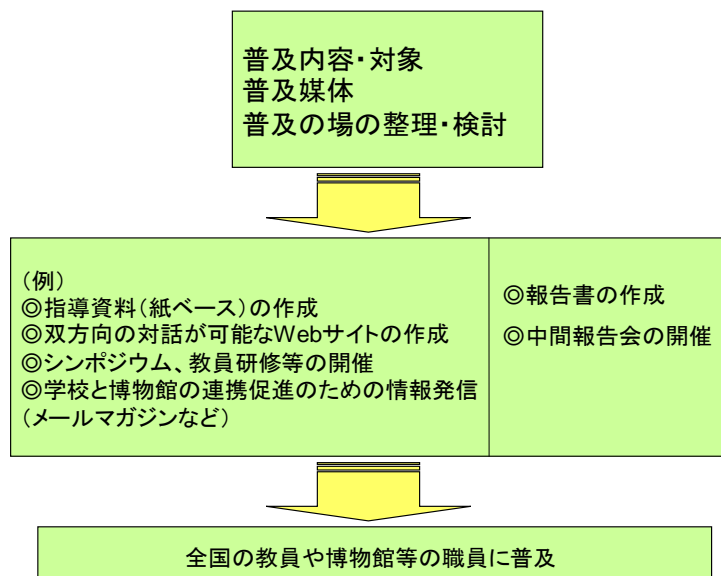 普及内容・対象
普及媒体
普及の場の整理・検討
（例）
◎指導資料（紙ベース）の作成
◎双方向の対話が可能なWebサイトの作成
◎シンポジウム、教員研修等の開催
◎学校と博物館の連携促進のための情報発信
（メールマガジンなど）
◎報告書の作成
◎中間報告会の開催
全国の教員や博物館等の職員に普及